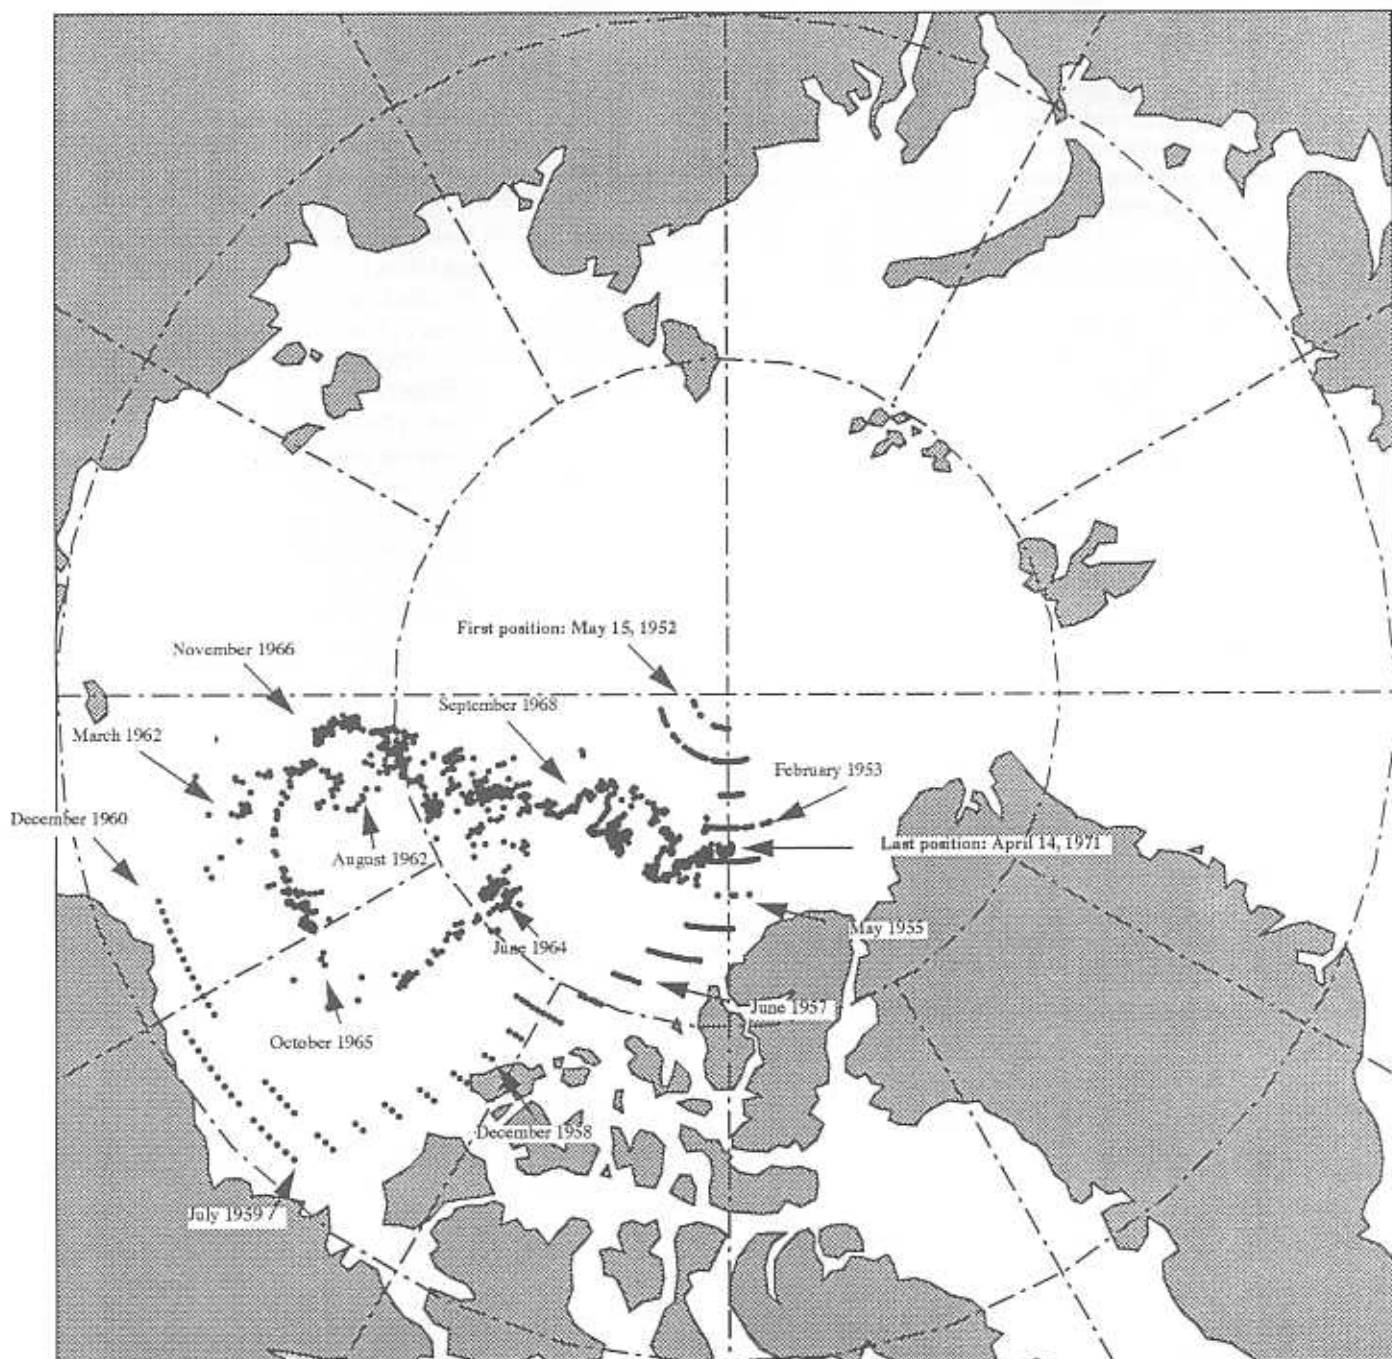 First position: May 15, 1952
November 1966
September 1968
March 1962
February 1953
December 1960
Last position: April 14, 1971
August 1962
May 1955
June 1964
June 1957
October 1965
December 1958
July 1959